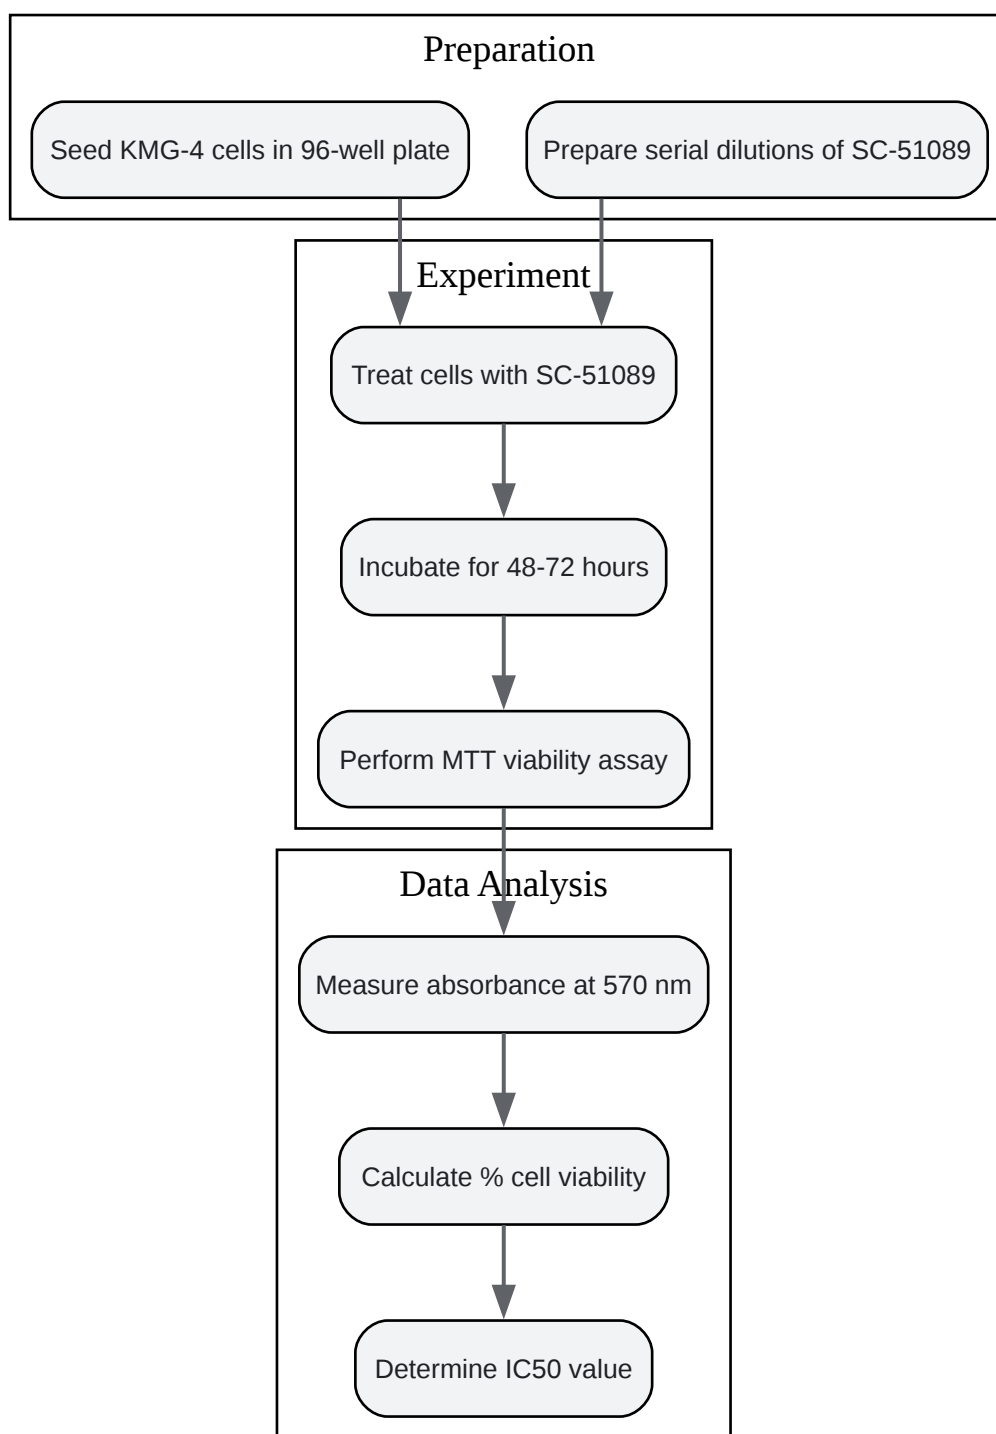 Preparation
Seed KMG-4 cells in 96-well plate
Prepare serial dilutions of SC-51089
Experiment
Treat cells with SC-51089
Incubate for 48-72 hours
Perform MTT viability assay
Data Analysis
Measure absorbance at 570 nm
Calculate % cell viability
Determine IC50 value